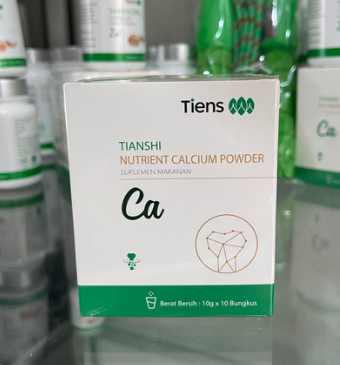 Tiens
TIANSHI
NUTRIENT CALCIUM POWDER
SUPLEMEN MAKANAN
Ca
Berat Bersih : 10g x 10 Bungkus
Ca